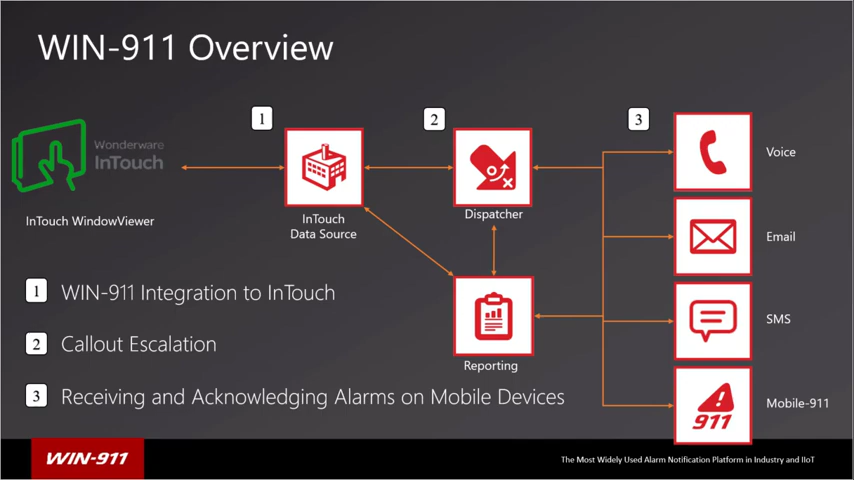 WIN-911 Overview
1
2
3
Wonderware
InTouch
InTouch WindowViewer
InTouch
Data Source
Dispatcher
Reporting
Voice
Email
SMS
911
Mobile-911
1 WIN-911 Integration to InTouch
2 Callout Escalation
3 Receiving and Acknowledging Alarms on Mobile Devices
WIN-911
The Most Widely Used Alarm Notification Platform in Industry and IIoT